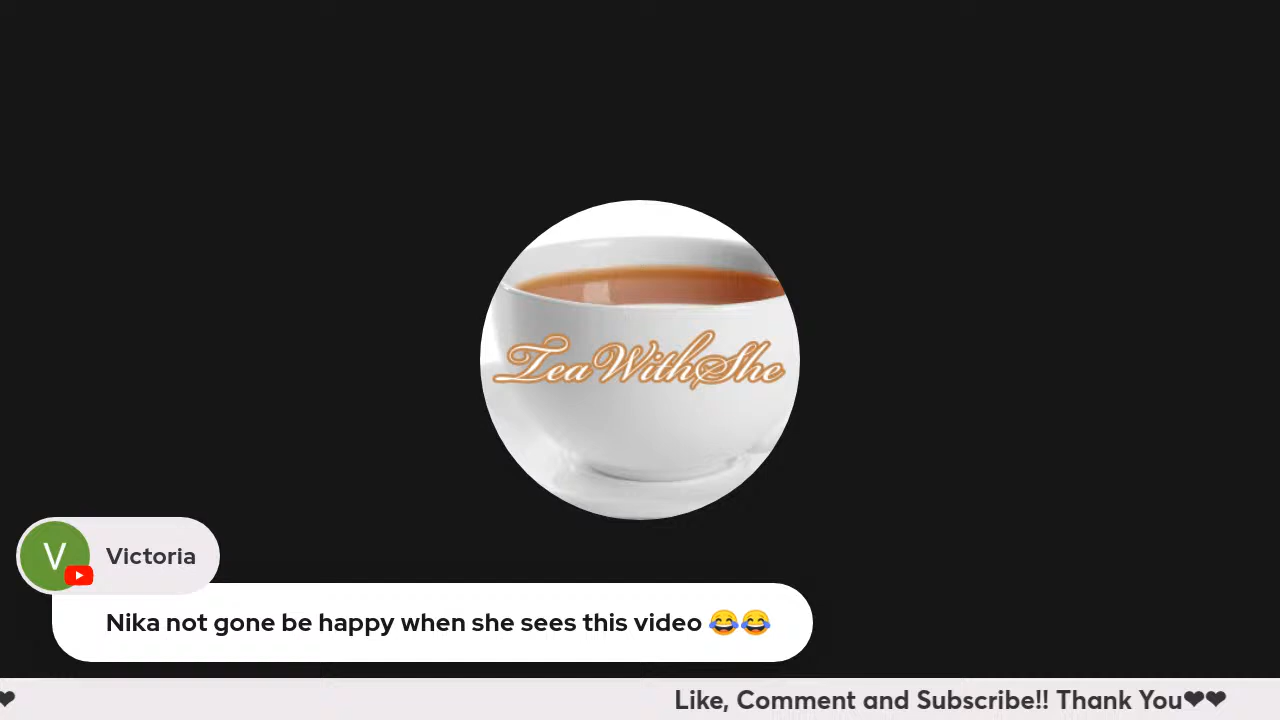 TeaWithShe
V
Victoria
Nika not gone be happy when she sees this video 😂😂
❤ Like, Comment and Subscribe!! Thank You❤❤